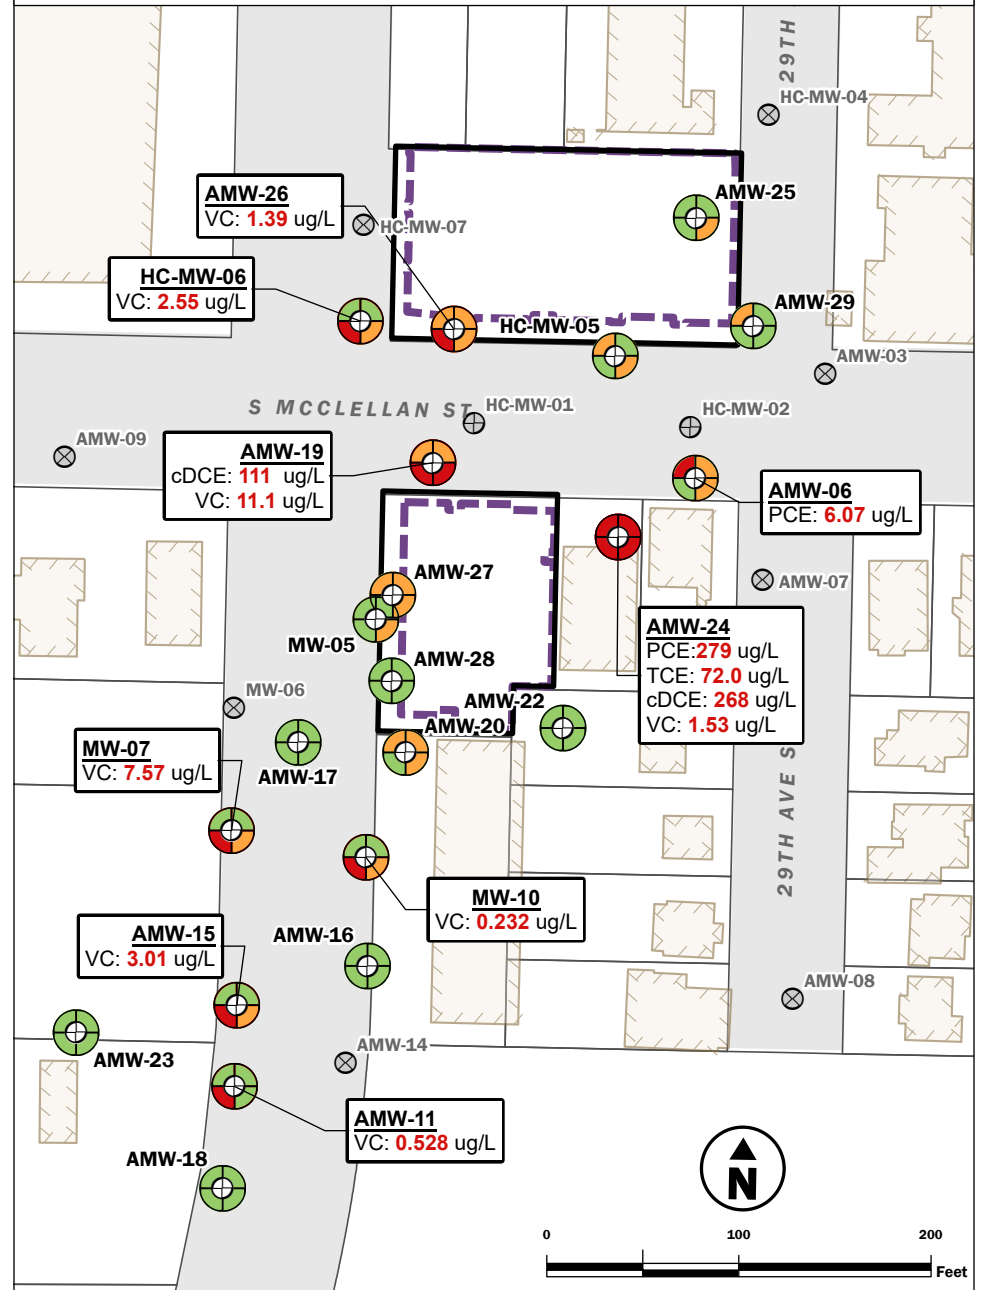 29TH
HC-MW-04
AMW-26
VC: 1.39 ug/L
AMW-25
HC-MW-07
HC-MW-06
VC: 2.55 ug/L
AMW-29
HC-MW-05
AMW-03
S MCCLELLAN ST
HC-MW-01
HC-MW-02
AMW-09
AMW-19
cDCE: 111 ug/L
VC: 11.1 ug/L
AMW-06
PCE: 6.07 ug/L
AMW-27
AMW-07
MW-05
AMW-24
PCE:279 ug/L
TCE: 72.0 ug/L
cDCE: 268 ug/L
VC: 1.53 ug/L
AMW-28
MW-06
AMW-22
AMW-20
MW-07
VC: 7.57 ug/L
AMW-17
29TH AVE S
MW-10
VC: 0.232 ug/L
AMW-15
VC: 3.01 ug/L
AMW-16
AMW-08
AMW-14
AMW-23
AMW-11
VC: 0.528 ug/L
AMW-18
N
0 100 200
Feet